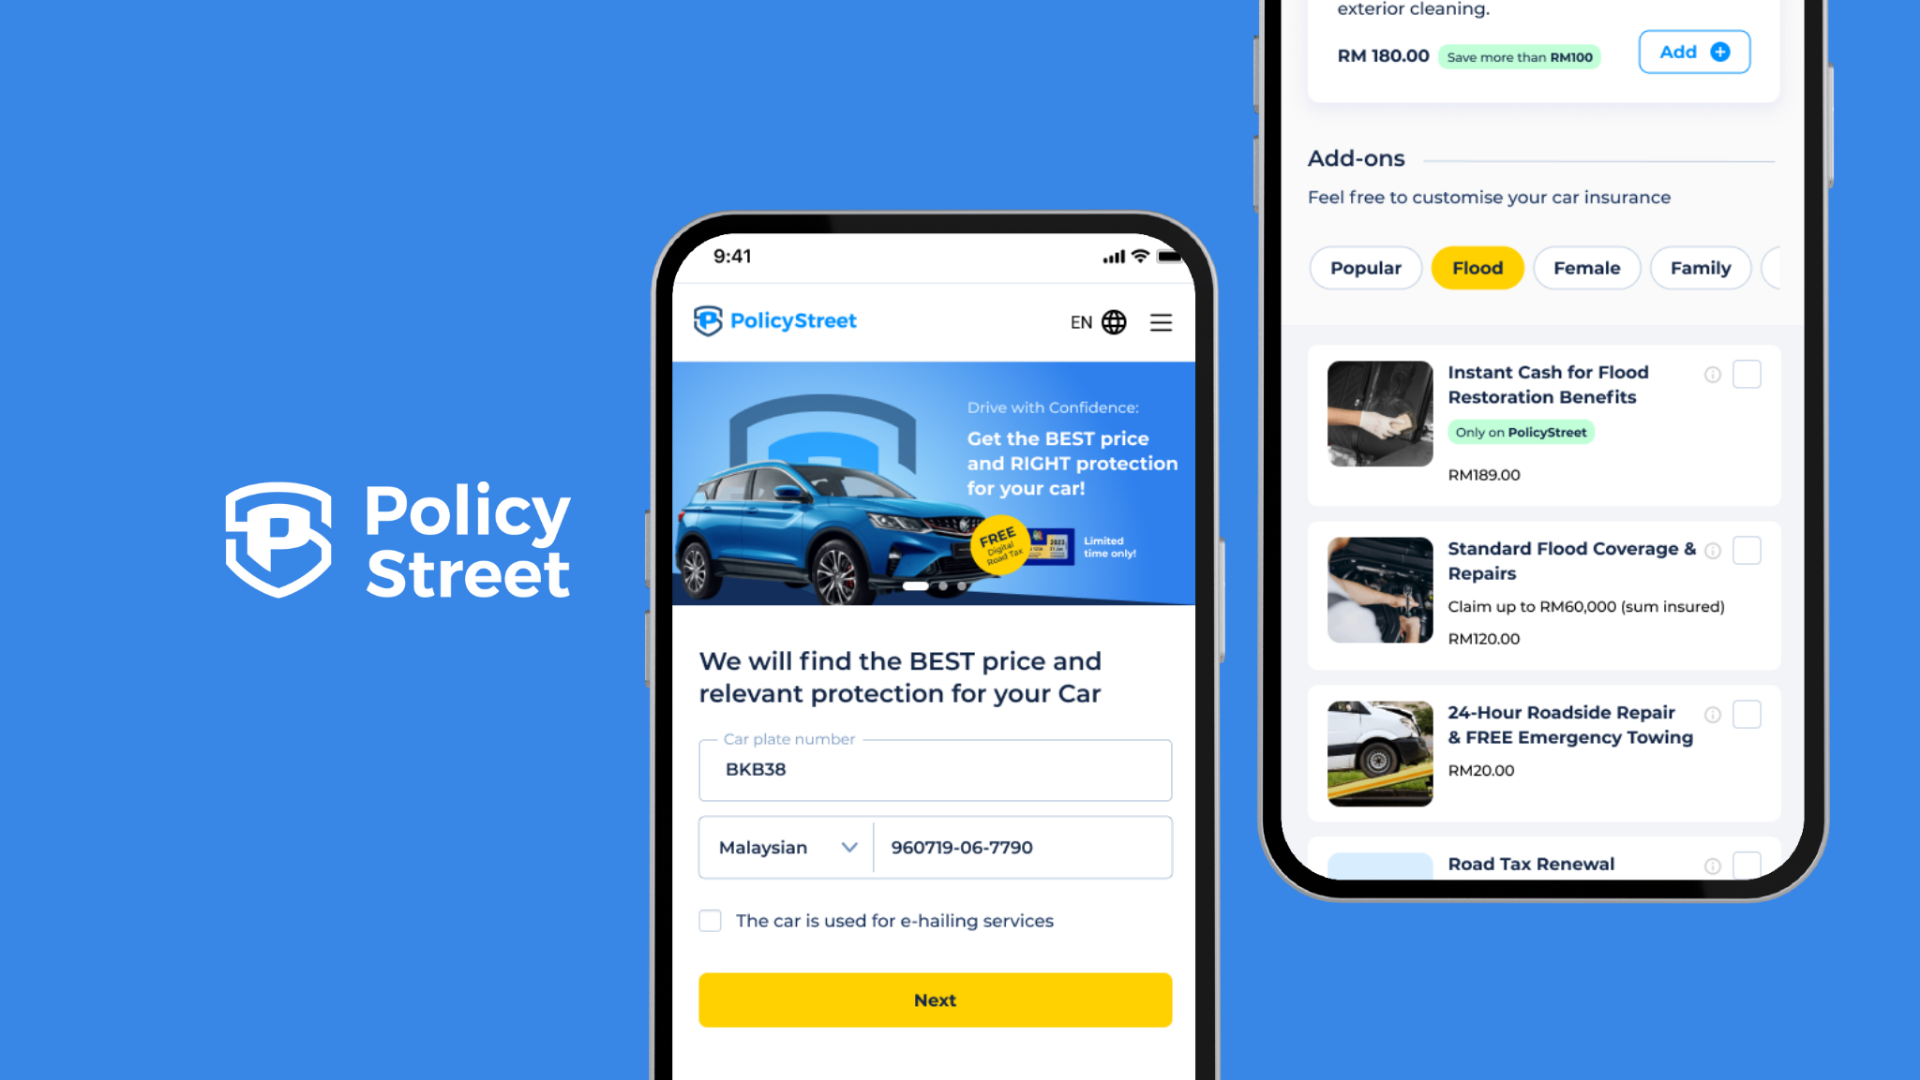 Policy
Street
9:41
PolicyStreet
EN
Drive with Confidence:
Get the BEST price
and RIGHT protection
for your car!
FREE
Digital
Road Tax
2023
Limited
time only!
We will find the BEST price and
relevant protection for your Car
Car plate number
BKB38
Malaysian
960719-06-7790
The car is used for e-hailing services
Next
exterior cleaning.
RM 180.00
Save more than RM100
Add
Add-ons
Feel free to customise your car insurance
Popular
Flood
Female
Family
Instant Cash for Flood
Restoration Benefits
Only on PolicyStreet
RM189.00
Standard Flood Coverage &
Repairs
Claim up to RM60,000 (sum insured)
RM120.00
24-Hour Roadside Repair
& FREE Emergency Towing
RM20.00
Road Tax Renewal